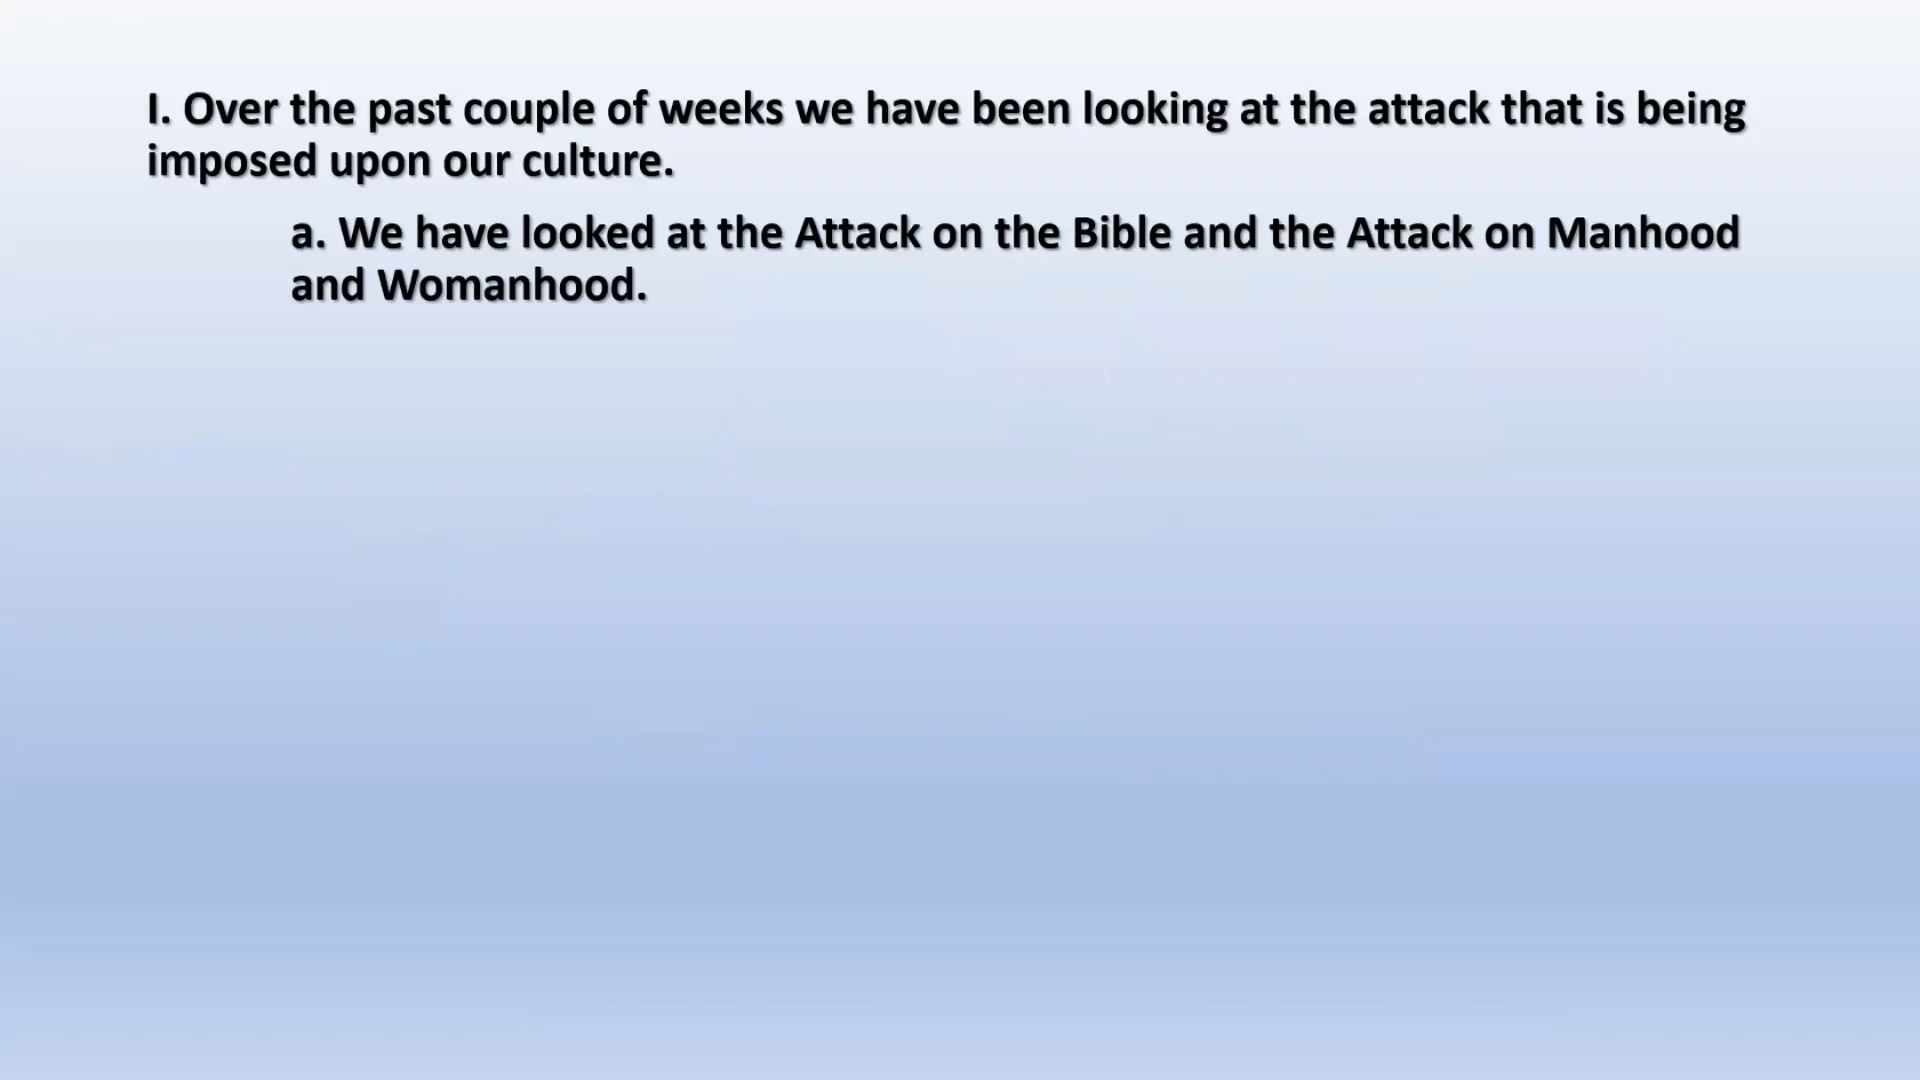 I. Over the past couple of weeks we have been looking at the attack that is being
imposed upon our culture.
a. We have looked at the Attack on the Bible and the Attack on Manhood
and Womanhood.